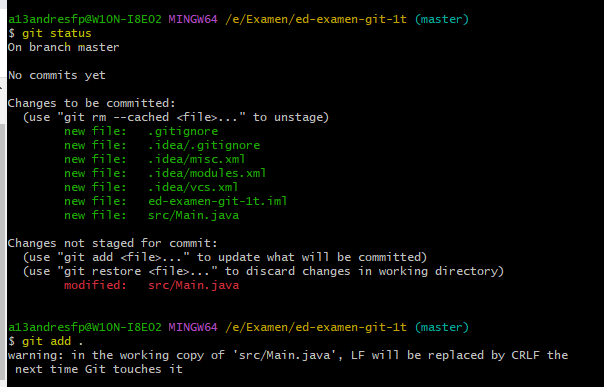 a13andresfp@W10N-I8EO2 MINGW64 /e/Examen/ed-examen-git-1t (master)
$ git status
On branch master
No commits yet
Changes to be committed:
  (use "git rm --cached <file>..." to unstage)
        new file:   .gitignore
        new file:   .idea/.gitignore
        new file:   .idea/misc.xml
        new file:   .idea/modules.xml
        new file:   .idea/vcs.xml
        new file:   ed-examen-git-1t.iml
        new file:   src/Main.java
Changes not staged for commit:
  (use "git add <file>..." to update what will be committed)
  (use "git restore <file>..." to discard changes in working directory)
        modified:   src/Main.java
a13andresfp@W10N-I8EO2 MINGW64 /e/Examen/ed-examen-git-1t (master)
$ git add .
warning: in the working copy of 'src/Main.java', LF will be replaced by CRLF the
 next time Git touches it